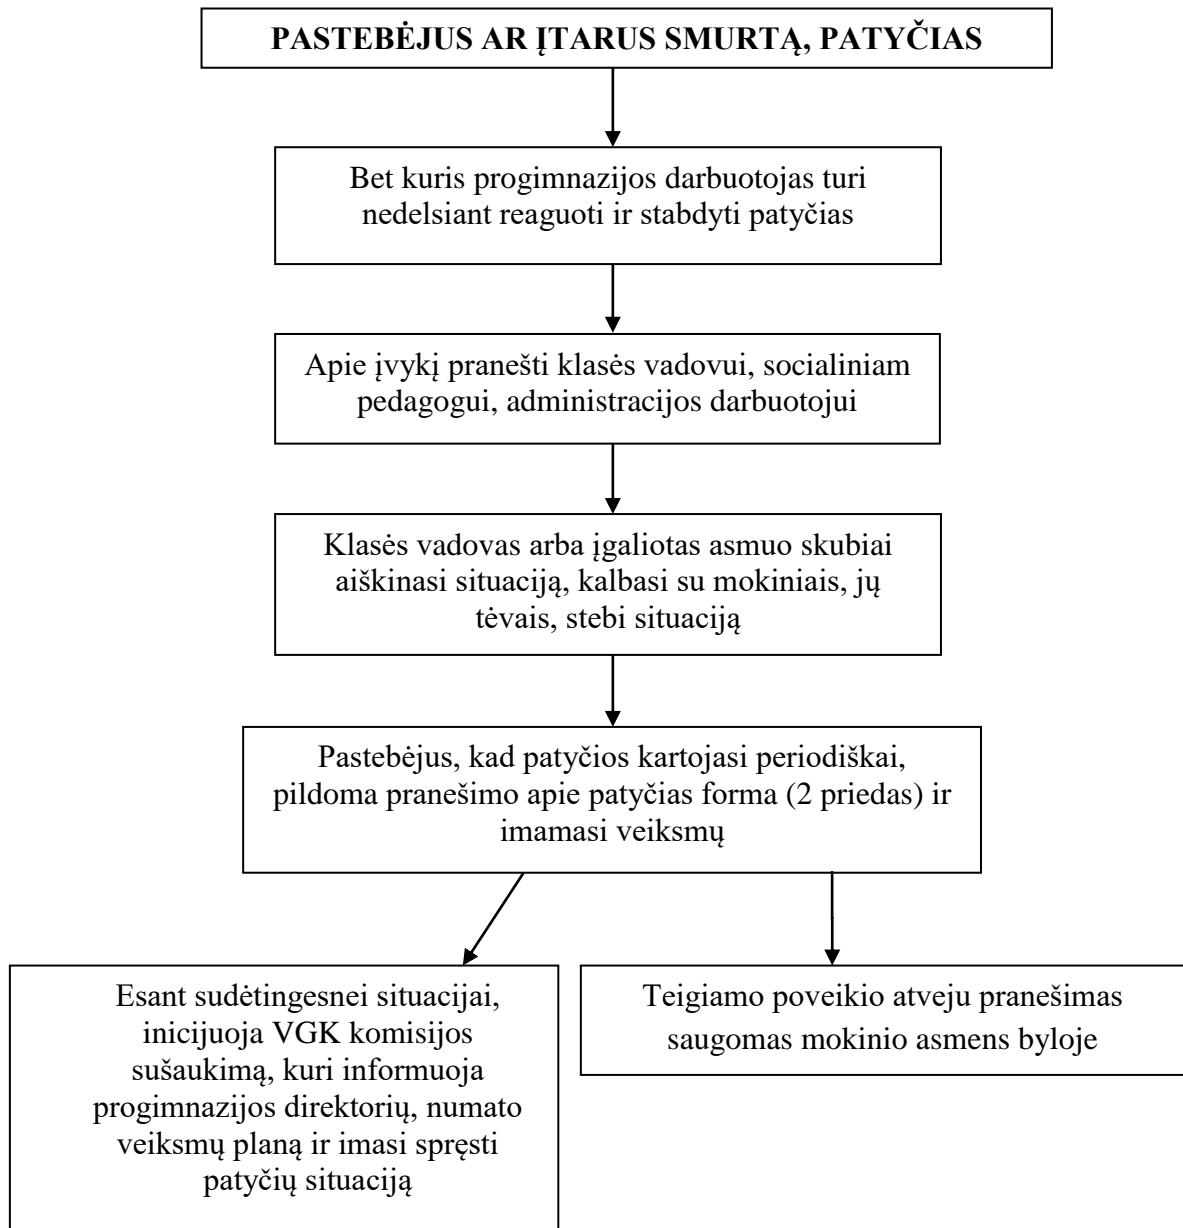 PASTEBĖJUS AR ĮTARUS SMURTĄ, PATYČIAS
Bet kuris progimnazijos darbuotojas turi
nedelsiant reaguoti ir stabdyti patyčias
Apie įvykį pranešti klasės vadovui, socialiniam
pedagogui, administracijos darbuotojui
Klasės vadovas arba įgaliotas asmuo skubiai
aiškinasi situaciją, kalbasi su mokiniais, jų
tėvais, stebi situaciją
Pastebėjus, kad patyčios kartojasi periodiškai,
pildoma pranešimo apie patyčias forma (2 priedas) ir
imamasi veiksmų
Esant sudėtingesnei situacijai,
inicijuoja VGK komisijos
sušaukimą, kuri informuoja
progimnazijos direktorių, numato
veiksmų planą ir imasi spręsti
patyčių situaciją
Teigiamo poveikio atveju pranešimas
saugomas mokinio asmens byloje